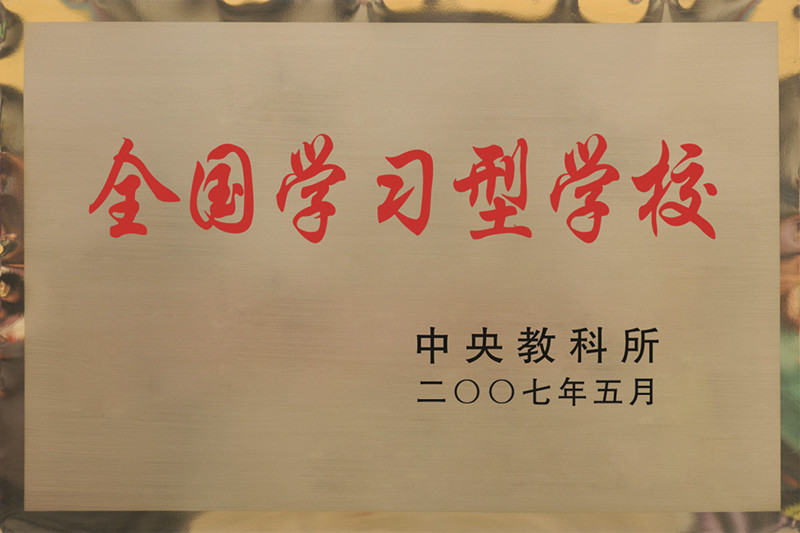 全国学习型学校
中央教科所
二〇〇七年五月